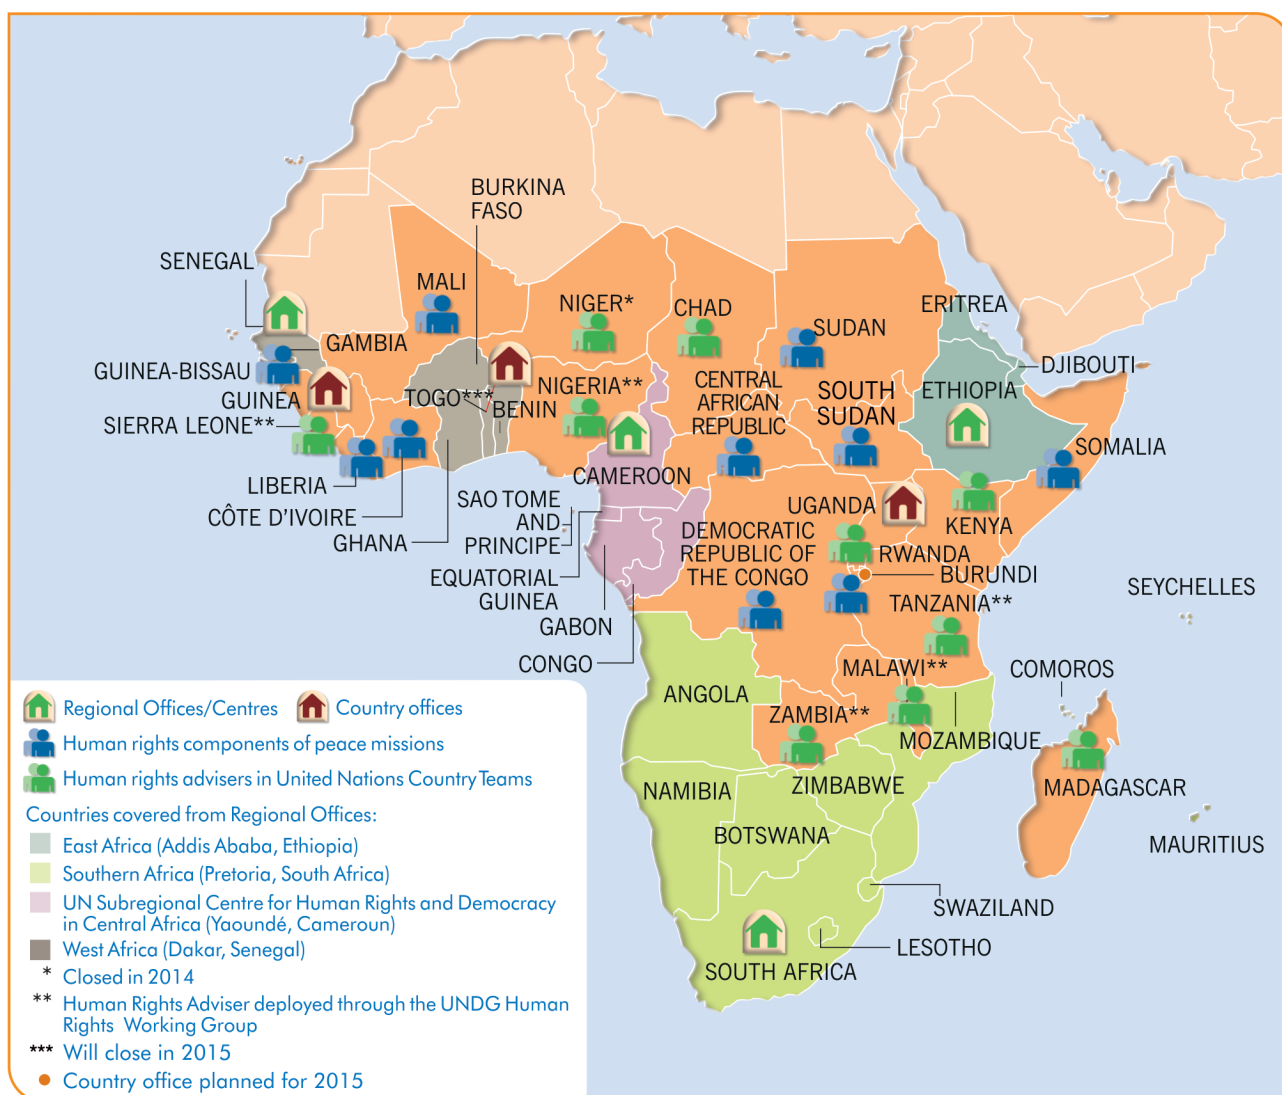 BURKINA
FASO
SENEGAL
MALI
NIGER*
CHAD
SUDAN
ERITREA
GAMBIA
DJIBOUTI
GUINEA-BISSAU
GUINEA
TOGO***
BENIN
NIGERIA**
CENTRAL
AFRICAN
REPUBLIC
SOUTH
SUDAN
ETHIOPIA
SIERRA LEONE**
SOMALIA
LIBERIA
CAMEROON
CÔTE D'IVOIRE
SAO TOME
AND
PRINCIPE
UGANDA
KENYA
GHANA
DEMOCRATIC
REPUBLIC OF
THE CONGO
RWANDA
BURUNDI
EQUATORIAL
GUINEA
TANZANIA**
SEYCHELLES
GABON
CONGO
MALAWI**
COMOROS
ANGOLA
ZAMBIA**
MOZAMBIQUE
NAMIBIA
ZIMBABWE
MADAGASCAR
BOTSWANA
MAURITIUS
SWAZILAND
LESOTHO
SOUTH AFRICA
Regional Offices/Centres
Country offices
Human rights components of peace missions
Human rights advisers in United Nations Country Teams
Countries covered from Regional Offices:
East Africa (Addis Ababa, Ethiopia)
Southern Africa (Pretoria, South Africa)
UN Subregional Centre for Human Rights and Democracy
in Central Africa (Yaoundé, Cameroun)
West Africa (Dakar, Senegal)
* Closed in 2014
** Human Rights Adviser deployed through the UNDG Human
Rights Working Group
*** Will close in 2015
Country office planned for 2015